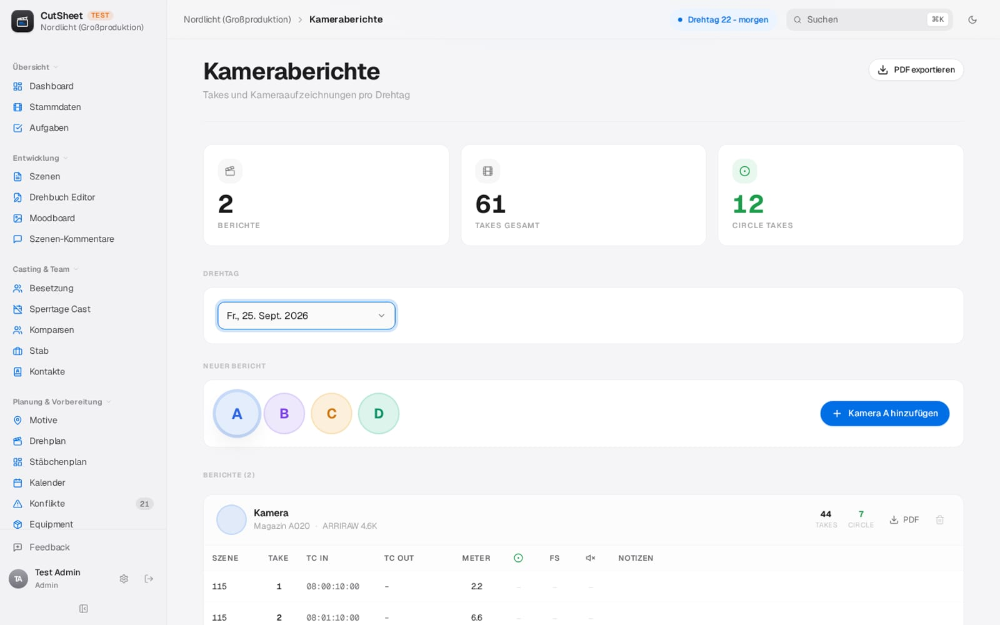 CutSheet TEST
Nordlicht (Großproduktion)
Übersicht
Dashboard
Stammdaten
Aufgaben
Entwicklung
Szenen
Drehbuch Editor
Moodboard
Szenen-Kommentare
Casting & Team
Besetzung
Sperrtage Cast
Komparsen
Stab
Kontakte
Planung & Vorbereitung
Motive
Drehplan
Stäbchenplan
Kalender
Konflikte 21
Equipment
Feedback
TA Test Admin
Admin
Nordlicht (Großproduktion) Kameraberichte
Drehtag 22 - morgen
Suchen ⌘K
Kameraberichte
Takes und Kameraaufzeichnungen pro Drehtag
PDF exportieren
2
BERICHTE
61
TAKES GESAMT
12
CIRCLE TAKES
DREHTAG
Fr., 25. Sept. 2026
NEUER BERICHT
A B C D
Kamera A hinzufügen
BERICHTE (2)
Kamera
Magazin A020 · ARRIRAW 4.6K
44 TAKES
7 CIRCLE
PDF
SZENE TAKE TC IN TC OUT METER FS NOTIZEN
115 1 08:00:10:00 – 2.2 – – –
115 2 08:01:10:00 – 6.6 – – –